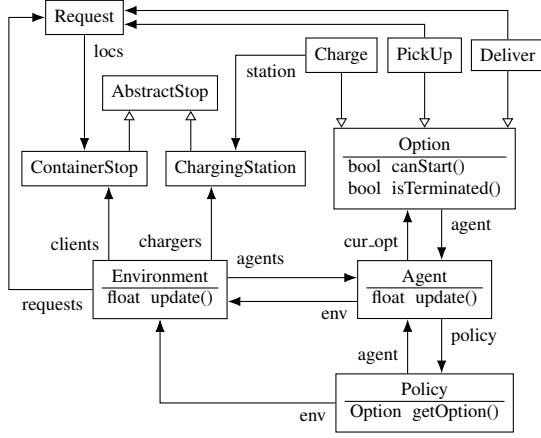 Request
locs
station
Charge
PickUp
Deliver
AbstractStop
ContainerStop
ChargingStation
Option
bool canStart()
bool isTerminated()
clients
chargers
agents
cur_opt
agent
Environment
float update()
Agent
float update()
requests
env
agent
policy
Policy
Option getOption()
env